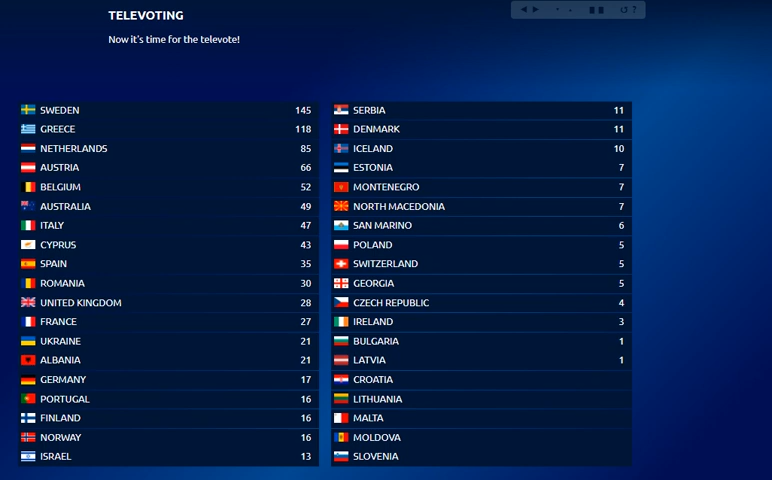 TELEVOTING
Now it's time for the televote!
SWEDEN 145
GREECE 118
NETHERLANDS 85
AUSTRIA 66
BELGIUM 52
AUSTRALIA 49
ITALY 47
CYPRUS 43
SPAIN 35
ROMANIA 30
UNITED KINGDOM 28
FRANCE 27
UKRAINE 21
ALBANIA 21
GERMANY 17
PORTUGAL 16
FINLAND 16
NORWAY 16
ISRAEL 13
SERBIA 11
DENMARK 11
ICELAND 10
ESTONIA 7
MONTENEGRO 7
NORTH MACEDONIA 7
SAN MARINO 6
POLAND 5
SWITZERLAND 5
GEORGIA 5
CZECH REPUBLIC 4
IRELAND 3
BULGARIA 1
LATVIA 1
CROATIA
LITHUANIA
MALTA
MOLDOVA
SLOVENIA